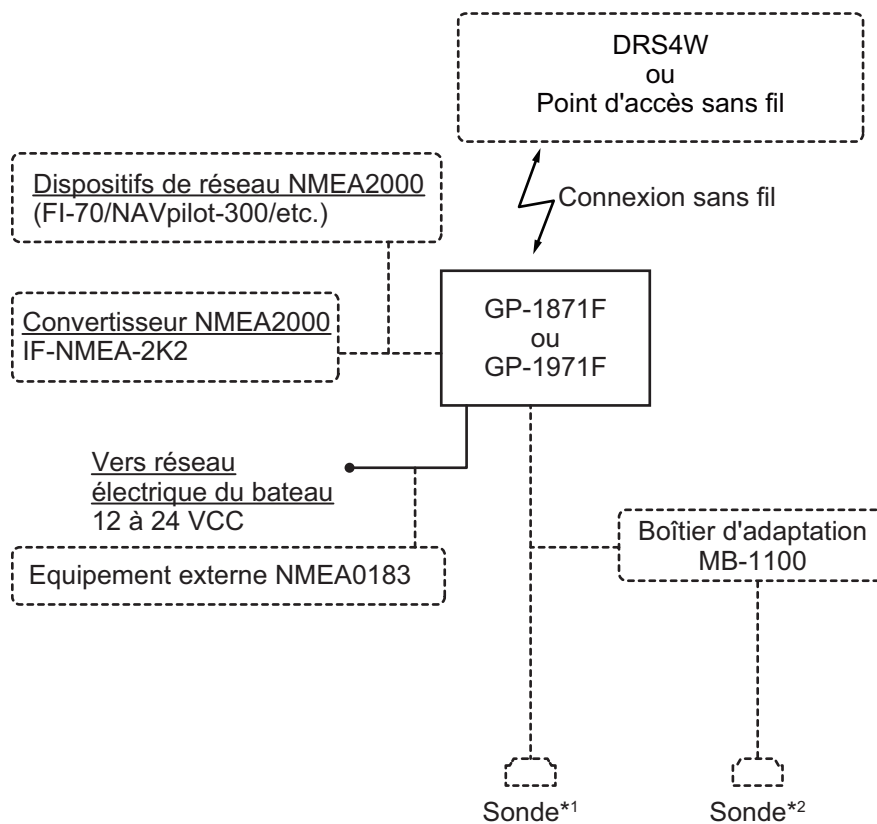 DRS4W
ou
Point d'accès sans fil
Dispositifs de réseau NMEA2000
(FI-70/NAVpilot-300/etc.)
Connexion sans fil
Convertisseur NMEA2000
IF-NMEA-2K2
GP-1871F
ou
GP-1971F
Vers réseau
électrique du bateau
12 à 24 VCC
Equipement externe NMEA0183
Boîtier d'adaptation
MB-1100
Sonde*1
Sonde*2